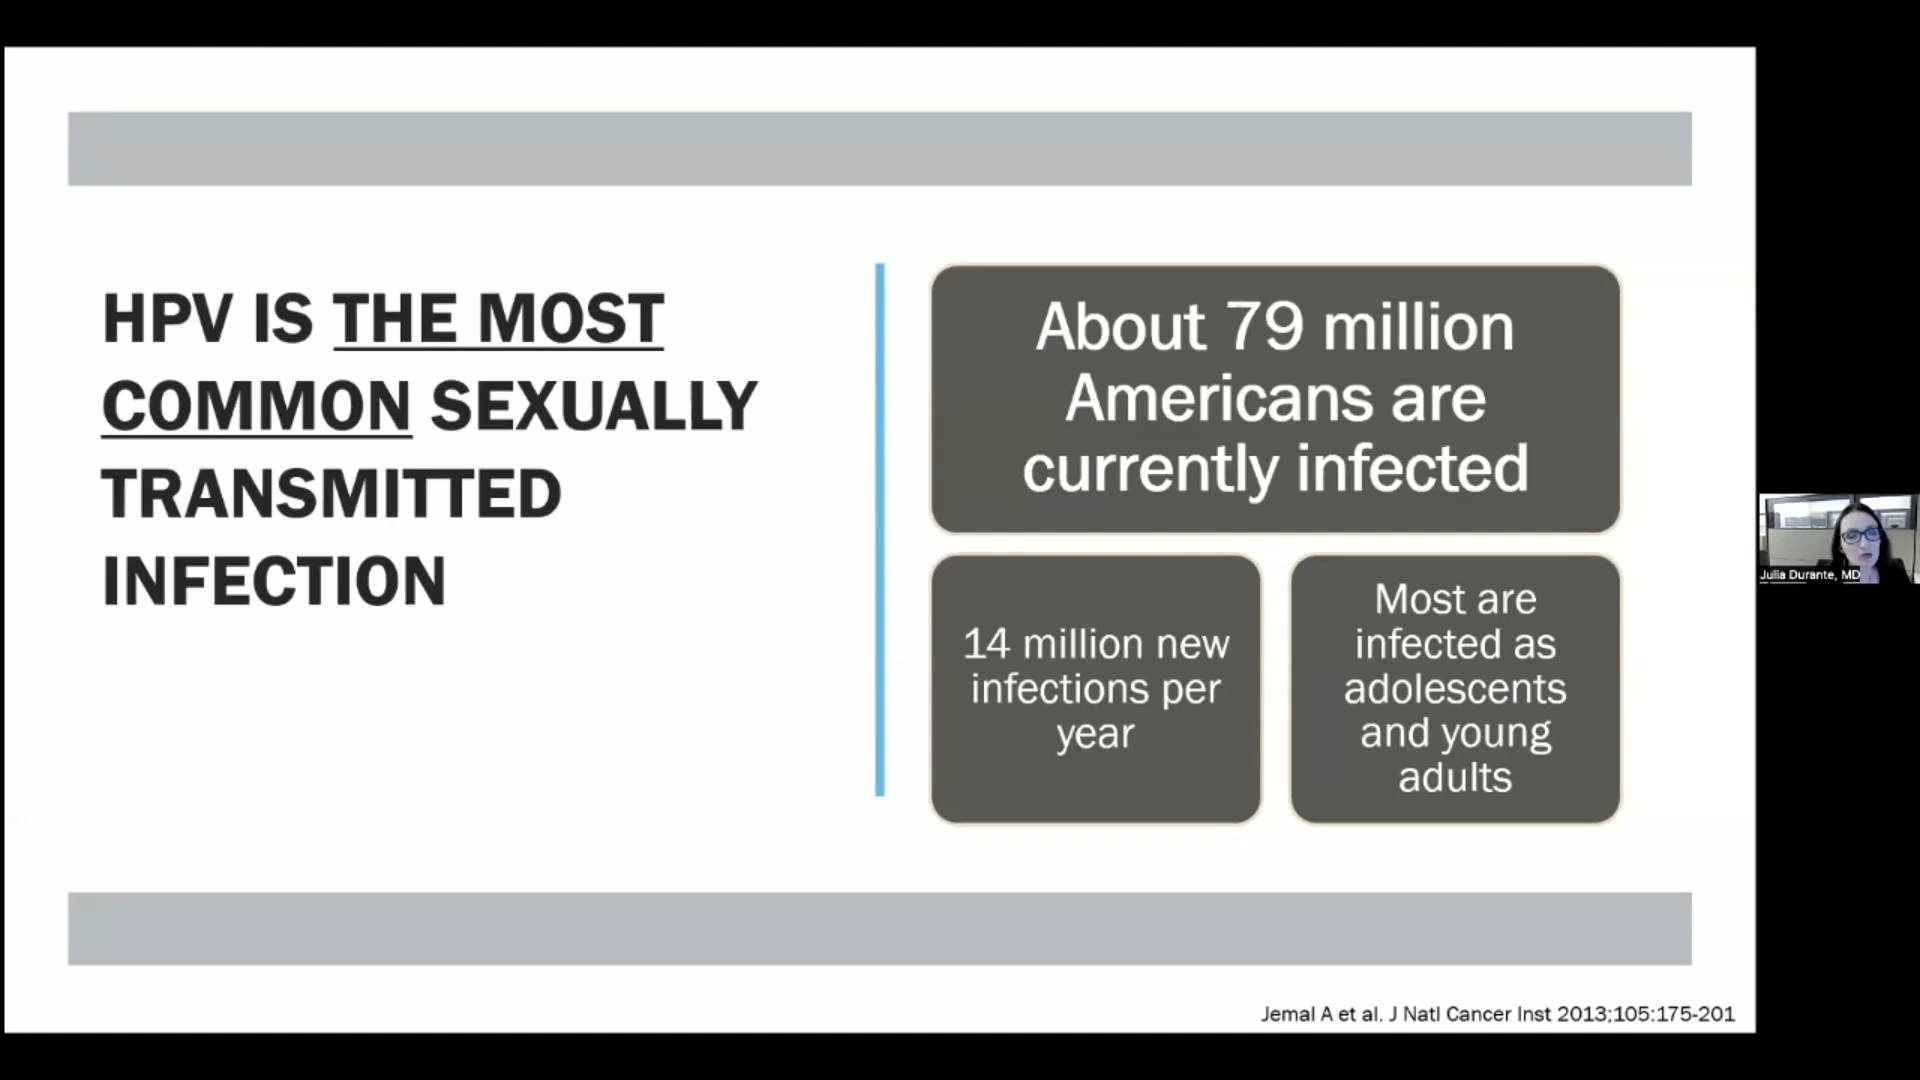 HPV IS THE MOST
COMMON SEXUALLY
TRANSMITTED
INFECTION
About 79 million
Americans are
currently infected
14 million new
infections per
year
Most are
infected as
adolescents
and young
adults
Jemal A et al. J Natl Cancer Inst 2013;105:175-201
Julia Durante, MD